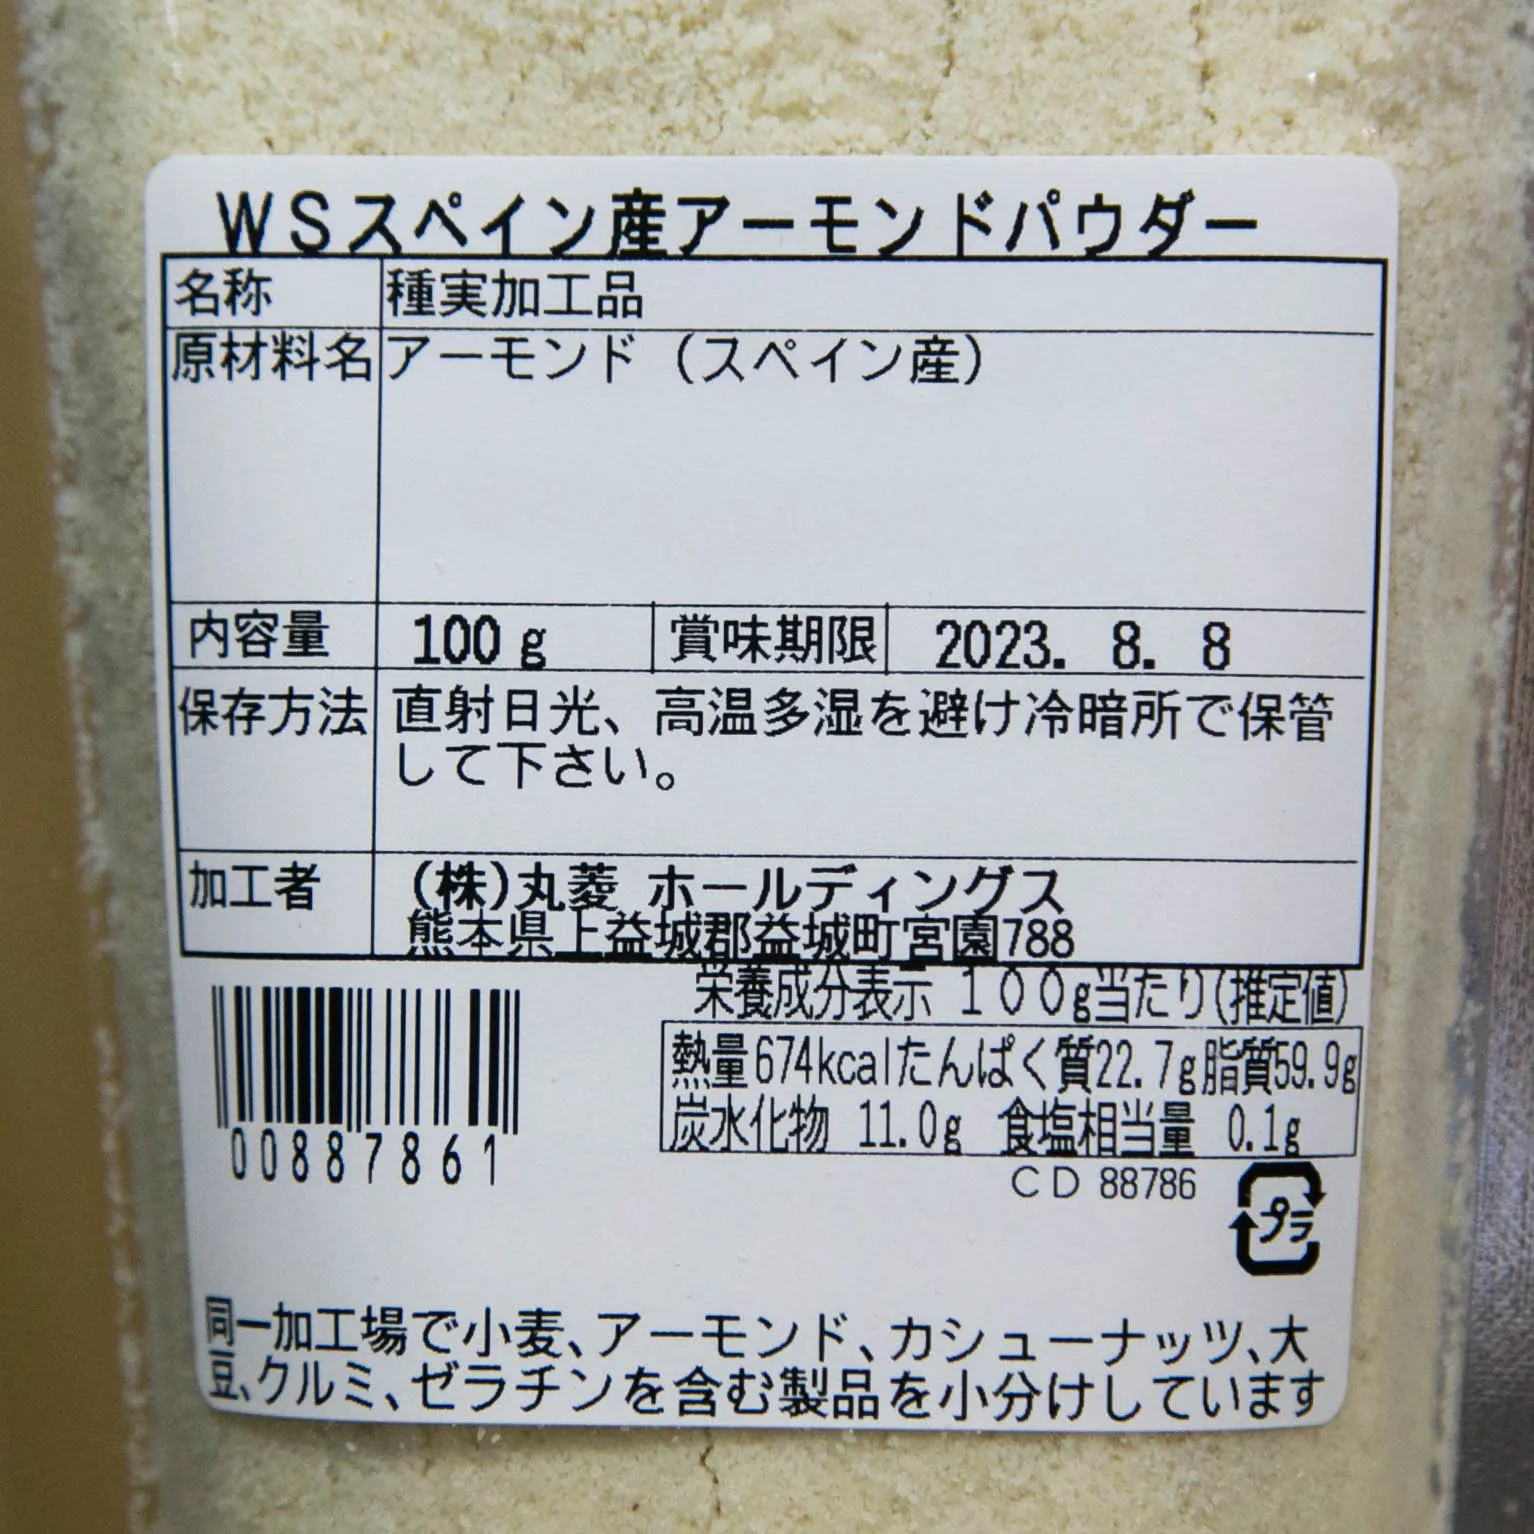 WSスペイン産アーモンドパウダー
名称 種実加工品
原材料名 アーモンド（スペイン産）
内容量 100g 賞味期限 2023. 8. 8
保存方法 直射日光、高温多湿を避け冷暗所で保管
して下さい。
加工者 (株)丸菱 ホールディングス
熊本県上益城郡益城町宮園788
栄養成分表示 100g当たり(推定値)
熱量674kcalたんぱく質22.7g脂質59.9g
炭水化物 11.0g 食塩相当量 0.1g
00887861
CD 88786
プラ
同一加工場で小麦、アーモンド、カシューナッツ、大
豆、クルミ、ゼラチンを含む製品を小分けしています